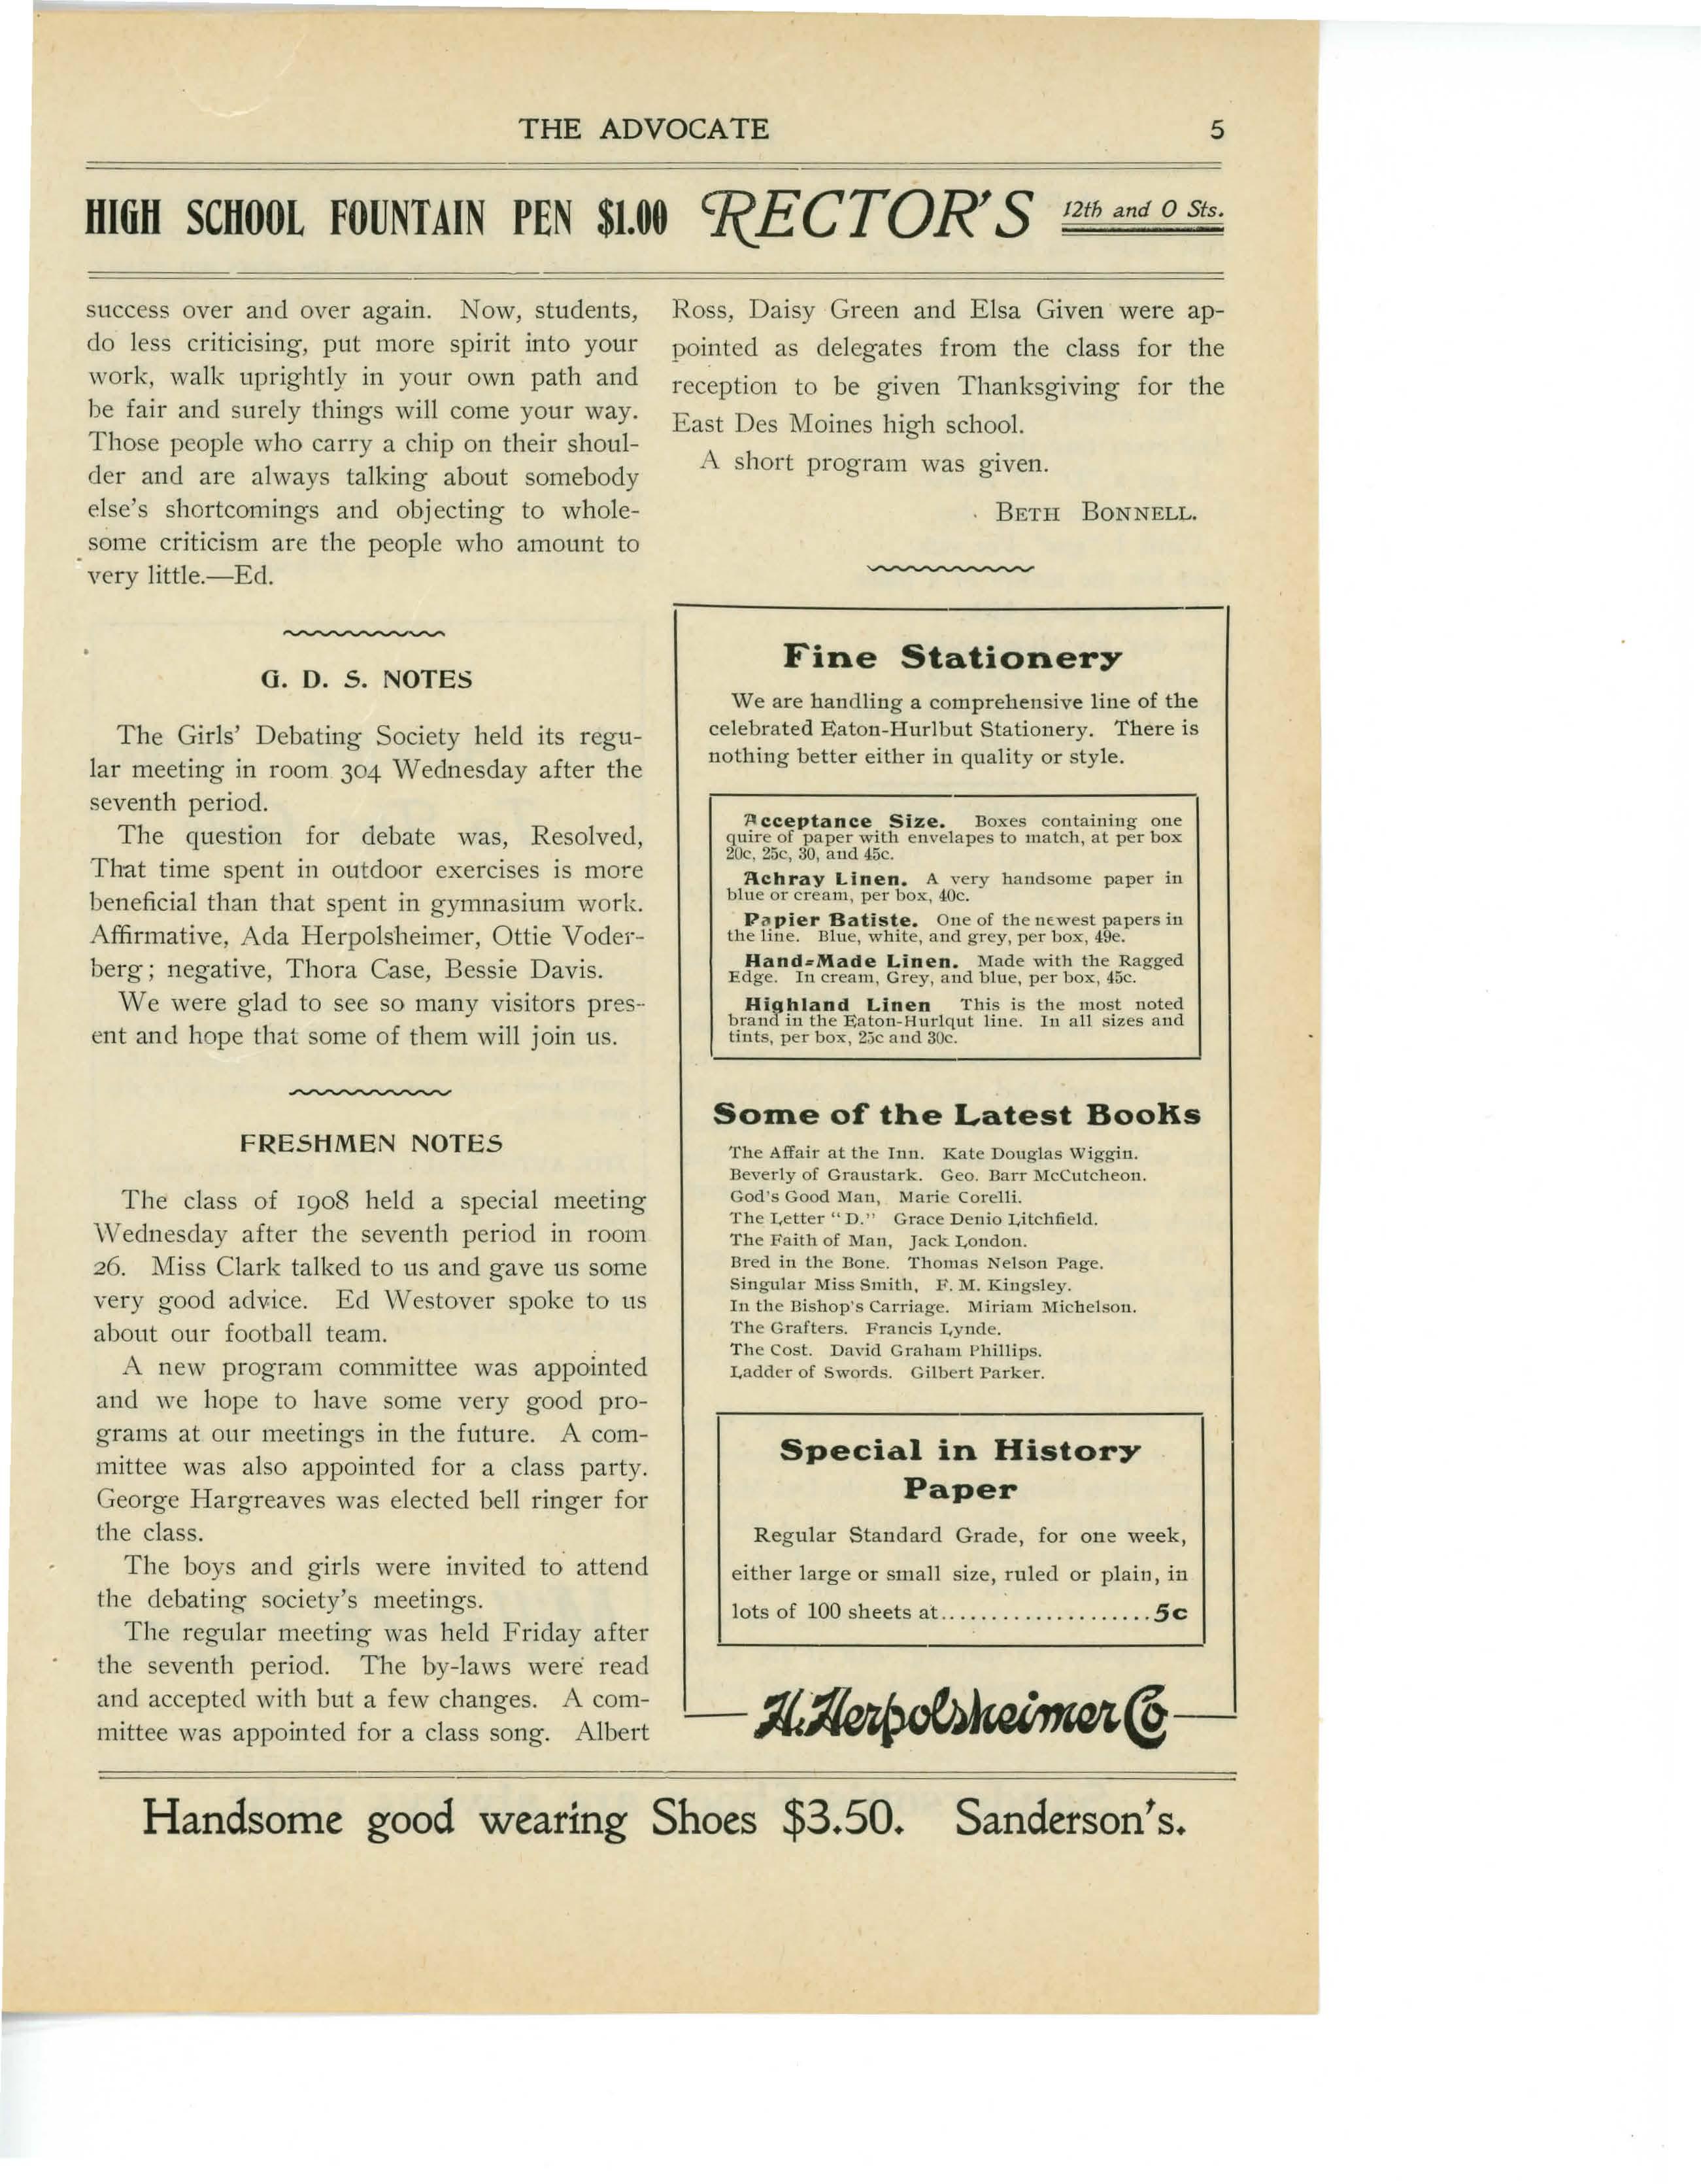 THE ADVOCATE 5
HIGH SCHOOL FOUNTAIN PEN $1.00 RECTOR'S 12th and O Sts.
success over and over again. Now, students,
do less criticising, put more spirit into your
work, walk uprightly in your own path and
be fair and surely things will come your way.
Those people who carry a chip on their shoul-
der and are always talking about somebody
else's shortcomings and objecting to whole-
some criticism are the people who amount to
very little.—Ed.
G. D. S. NOTES
The Girls' Debating Society held its regu-
lar meeting in room 304 Wednesday after the
seventh period.
The question for debate was, Resolved,
That time spent in outdoor exercises is more
beneficial than that spent in gymnasium work.
Affirmative, Ada Herpolsheimer, Ottie Voder-
berg; negative, Thora Case, Bessie Davis.
We were glad to see so many visitors pres-
ent and hope that some of them will join us.
FRESHMEN NOTES
The class of 1908 held a special meeting
Wednesday after the seventh period in room
26. Miss Clark talked to us and gave us some
very good advice. Ed Westover spoke to us
about our football team.
A new program committee was appointed
and we hope to have some very good pro-
grams at our meetings in the future. A com-
mittee was also appointed for a class party.
George Hargreaves was elected bell ringer for
the class.
The boys and girls were invited to attend
the debating society's meetings.
The regular meeting was held Friday after
the seventh period. The by-laws were read
and accepted with but a few changes. A com-
mittee was appointed for a class song. Albert
Ross, Daisy Green and Elsa Given were ap-
pointed as delegates from the class for the
reception to be given Thanksgiving for the
East Des Moines high school.
A short program was given.
BETH BONNELL.
Fine Stationery
We are handling a comprehensive line of the
celebrated Eaton-Hurlbut Stationery. There is
nothing better either in quality or style.
Acceptance Size. Boxes containing one
quire of paper with envelapes to match, at per box
20c, 25c, 30, and 45c.
Achray Linen. A very handsome paper in
blue or cream, per box, 40c.
Papier Batiste. One of the newest papers in
the line. Blue, white, and grey, per box, 49e.
Hand-Made Linen. Made with the Ragged
Edge. In cream, Grey, and blue, per box, 45c.
Highland Linen This is the most noted
brand in the Eaton-Hurlqut line. In all sizes and
tints, per box, 25c and 30c.
Some of the Latest Books
The Affair at the Inn. Kate Douglas Wiggin.
Beverly of Graustark. Geo. Barr McCutcheon.
God's Good Man, Marie Corelli.
The Letter "D." Grace Denio Litchfield.
The Faith of Man, Jack London.
Bred in the Bone. Thomas Nelson Page.
Singular Miss Smith, F. M. Kingsley.
In the Bishop's Carriage. Miriam Michelson.
The Grafters. Francis Lynde.
The Cost. David Graham Phillips.
Ladder of Swords. Gilbert Parker.
Special in History
Paper
Regular Standard Grade, for one week,
either large or small size, ruled or plain, in
lots of 100 sheets at.....................5c
H. Herpolsheimer Co
Handsome good wearing Shoes $3.50. Sanderson's.